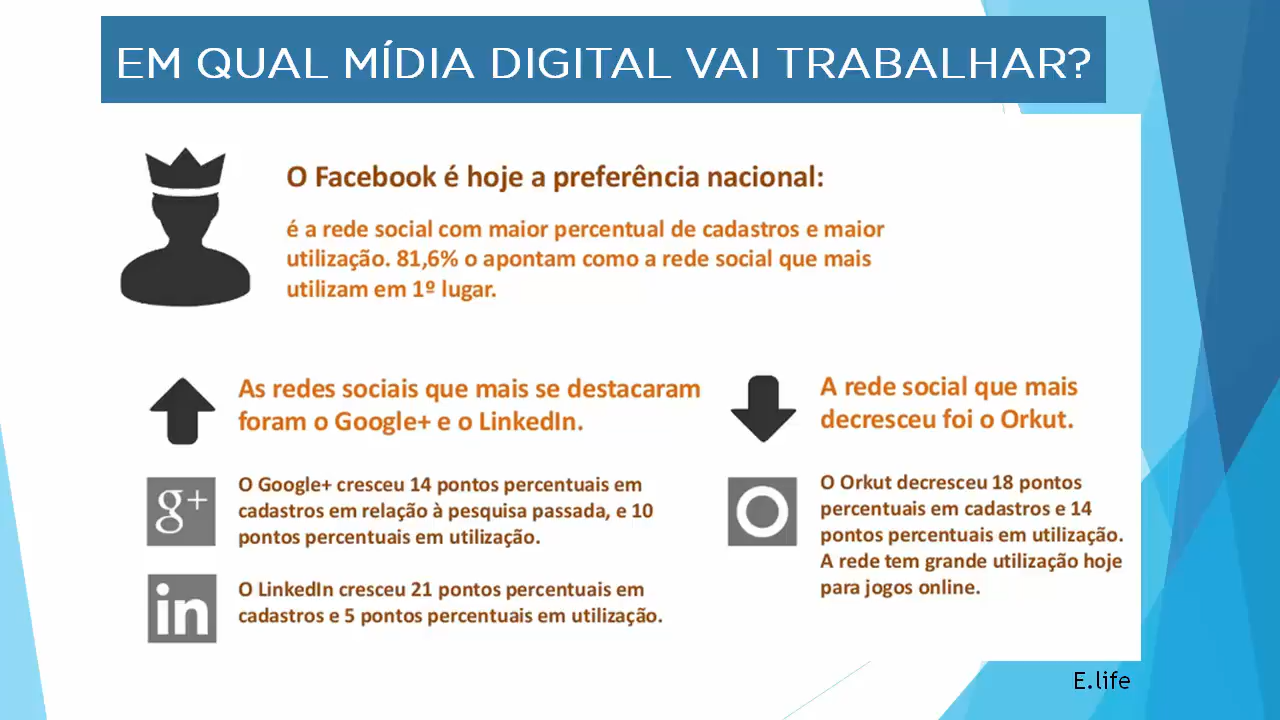 EM QUAL MÍDIA DIGITAL VAI TRABALHAR?
O Facebook é hoje a preferência nacional:
é a rede social com maior percentual de cadastros e maior
utilização. 81,6% o apontam como a rede social que mais
utilizam em 1º lugar.
As redes sociais que mais se destacaram
foram o Google+ e o LinkedIn.
g+
O Google+ cresceu 14 pontos percentuais em
cadastros em relação à pesquisa passada, e 10
pontos percentuais em utilização.
in
O LinkedIn cresceu 21 pontos percentuais em
cadastros e 5 pontos percentuais em utilização.
A rede social que mais
decresceu foi o Orkut.
O Orkut decresceu 18 pontos
percentuais em cadastros e 14
pontos percentuais em utilização.
A rede tem grande utilização hoje
para jogos online.
E.life